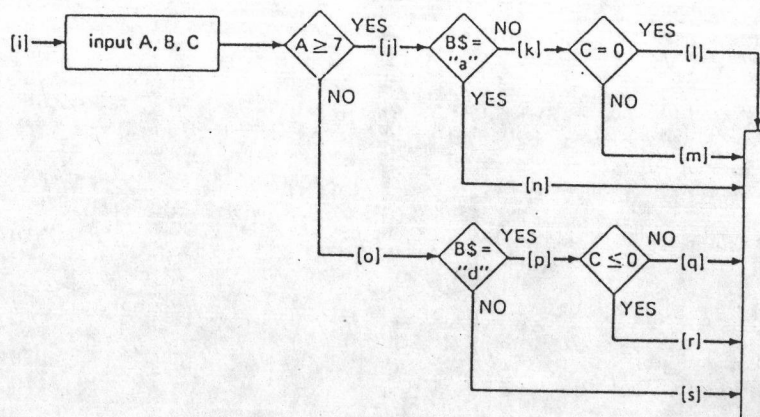 [i] input A, B, C A ≥ 7 YES [j] B$ = "a" NO [k] C = 0 YES [l]
NO
YES
NO
[m]
[n]
[o] B$ = "d" YES [p] C ≤ 0 NO [q]
NO
YES
[r]
[s]